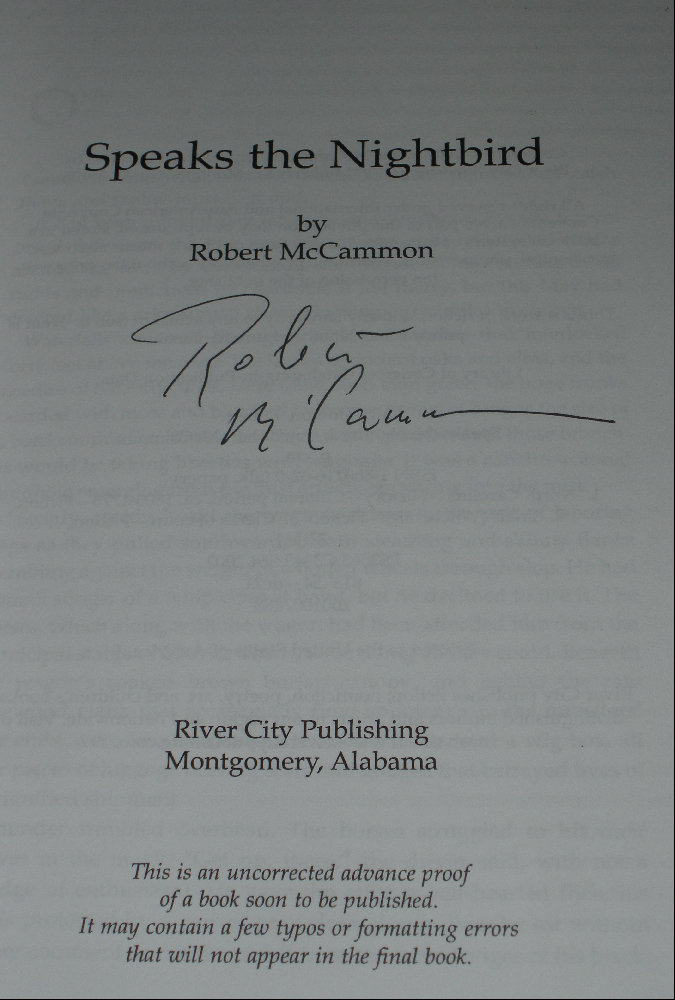 Speaks the Nightbird
by
Robert McCammon
Robert
McCammon
River City Publishing
Montgomery, Alabama
This is an uncorrected advance proof
of a book soon to be published.
It may contain a few typos or formatting errors
that will not appear in the final book.